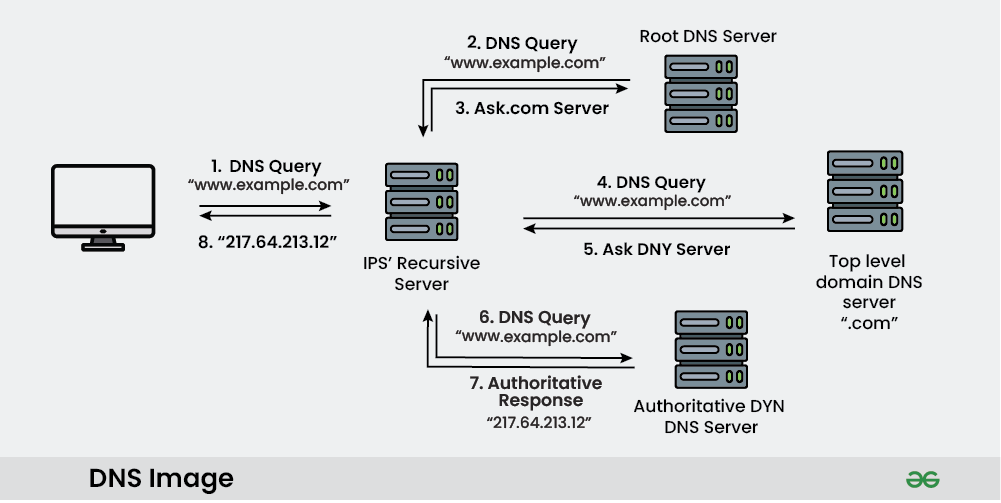 2. DNS Query
“www.example.com”
3. Ask.com Server
Root DNS Server
1. DNS Query
“www.example.com”
8. “217.64.213.12”
IPS’ Recursive
Server
4. DNS Query
“www.example.com”
5. Ask DNY Server
Top level
domain DNS
server
“.com”
6. DNS Query
“www.example.com”
7. Authoritative
Response
“217.64.213.12”
Authoritative DYN
DNS Server
DNS Image